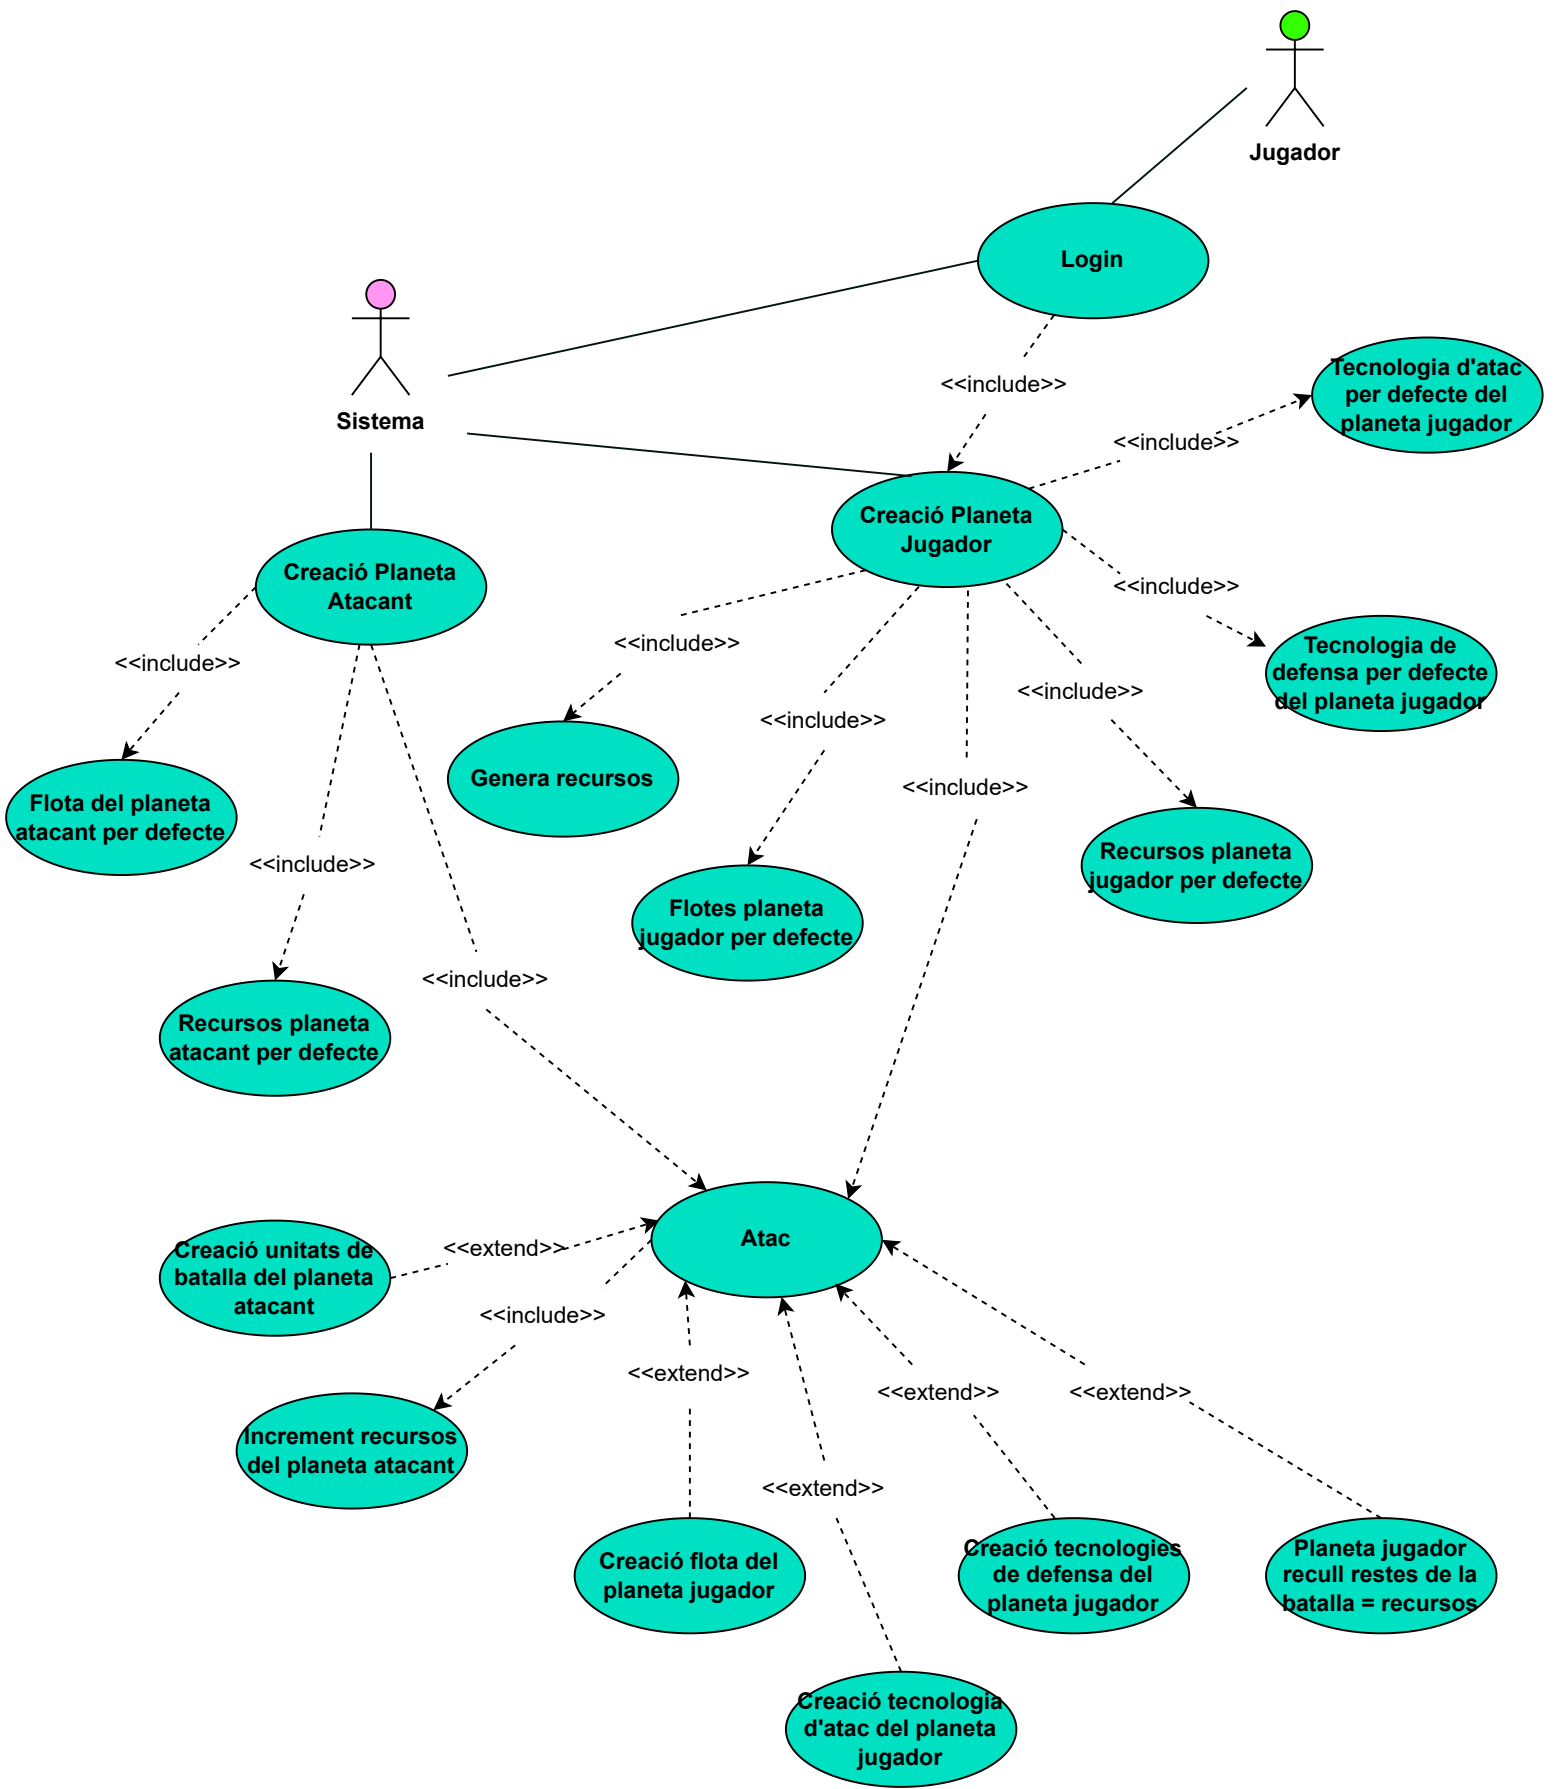 Jugador
Login
Sistema
<<include>>
Tecnologia d'atac
per defecte del
planeta jugador
<<include>>
Creació Planeta
Jugador
Creació Planeta
Atacant
<<include>>
<<include>>
<<include>>
Tecnologia de
defensa per defecte
del planeta jugador
<<include>>
<<include>>
Genera recursos
<<include>>
Flota del planeta
atacant per defecte
<<include>>
Recursos planeta
jugador per defecte
Flotes planeta
jugador per defecte
<<include>>
Recursos planeta
atacant per defecte
Atac
<<extend>>
Creació unitats de
batalla del planeta
atacant
<<include>>
<<extend>>
<<extend>>
<<extend>>
Increment recursos
del planeta atacant
<<extend>>
Creació flota del
planeta jugador
Creació tecnologies
de defensa del
planeta jugador
Planeta jugador
recull restes de la
batalla = recursos
Creació tecnologia
d'atac del planeta
jugador